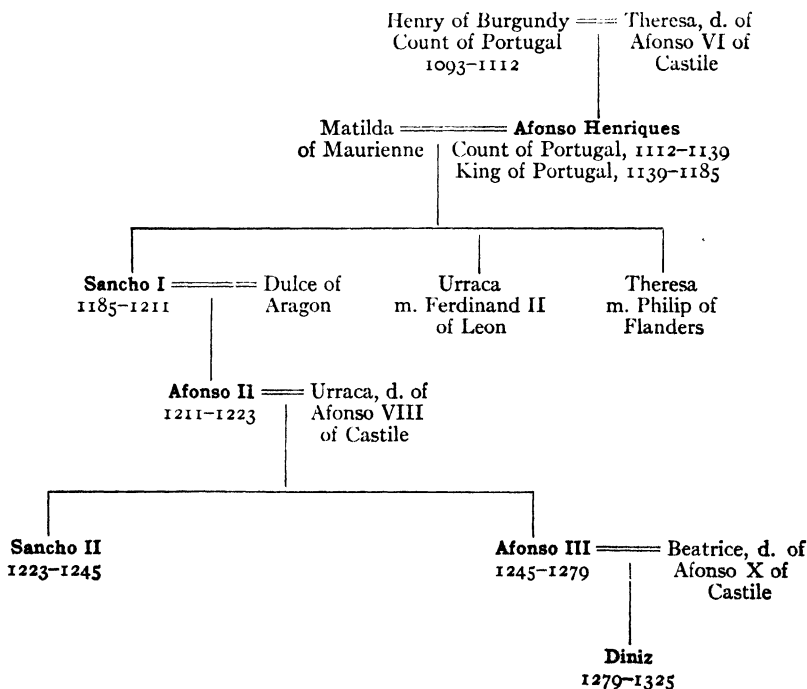 Henry of Burgundy == Theresa, d. of
Count of Portugal Afonso VI of
1093–1112 Castile
Matilda == Afonso Henriques
of Maurienne Count of Portugal, 1112–1139
King of Portugal, 1139–1185
Sancho I == Dulce of
1185–1211 Aragon
Urraca
m. Ferdinand II
of Leon
Theresa
m. Philip of
Flanders
Afonso II == Urraca, d. of
1211–1223 Afonso VIII
of Castile
Sancho II
1223–1245
Afonso III == Beatrice, d. of
1245–1279 Afonso X of
Castile
Diniz
1279–1325